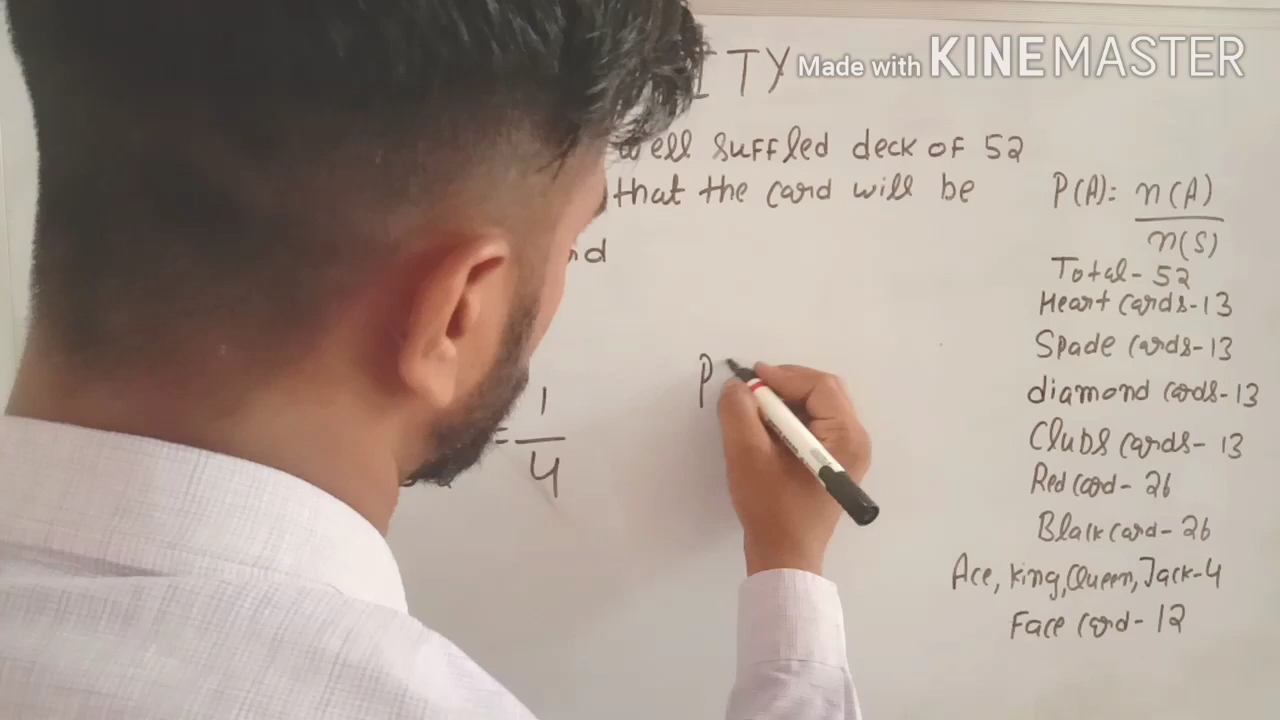 ITY
Made with KINEMASTER
well suffled deck of 52
that the card will be
nd
P(A)= n(A)
n(S)
Total- 52
Heart cards-13
Spade cards-13
diamond cards-13
Clubs cards- 13
Red card- 26
Black card- 26
Ace, King, Queen, Jack-4
Face card- 12
= 1
4
P